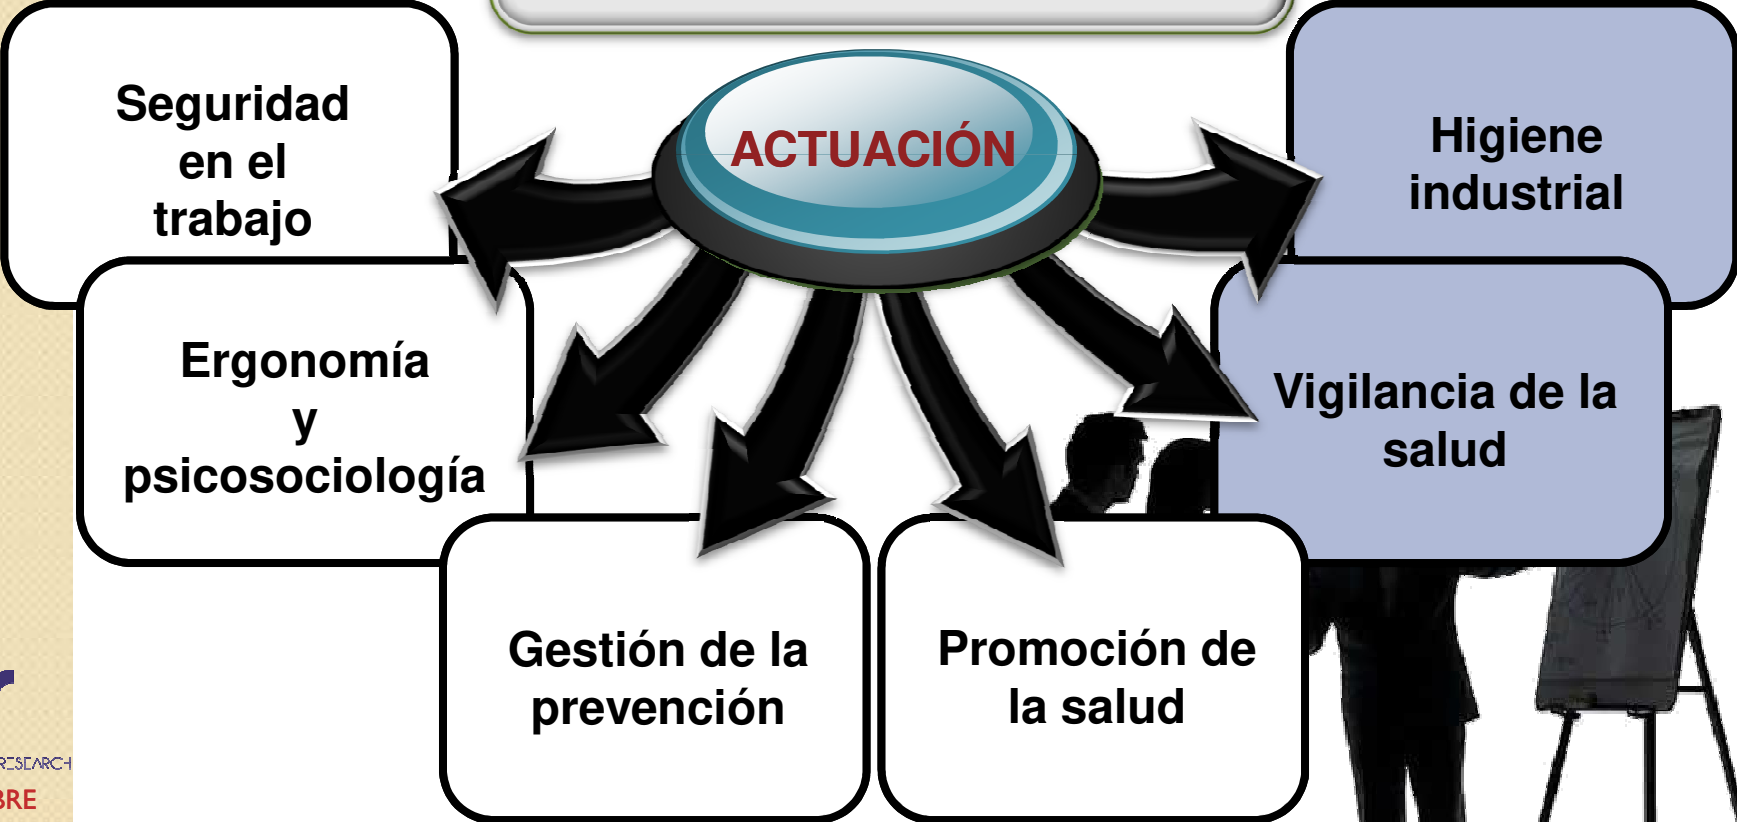 ACTUACIÓN
Seguridad
en el
trabajo
Higiene
industrial
Ergonomía
y
psicosociología
Vigilancia de la
salud
Gestión de la
prevención
Promoción de
la salud